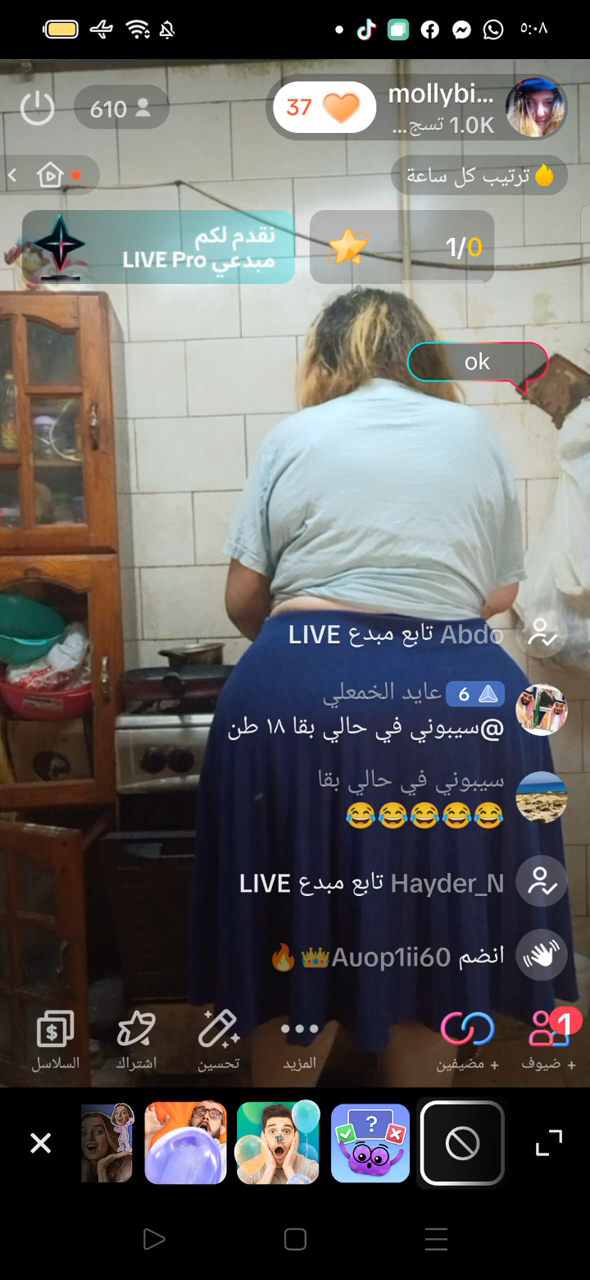 ٥:٠٨
mollybi...
1.0K تسج...
37
610
ترتيب كل ساعة
نقدم لكم
مبدعي LIVE Pro
1/0
ok
Abdo تابع مبدع LIVE
6 عايد الخمعلي
@سيبوني في حالي بقا ١٨ طن
سيبوني في حالي بقا
😂😂😂😂😂
Hayder_N تابع مبدع LIVE
انضم Auop1ii60👑🔥
1
+ ضيوف
+ مضيفين
المزيد
تحسين
اشتراك
السلاسل